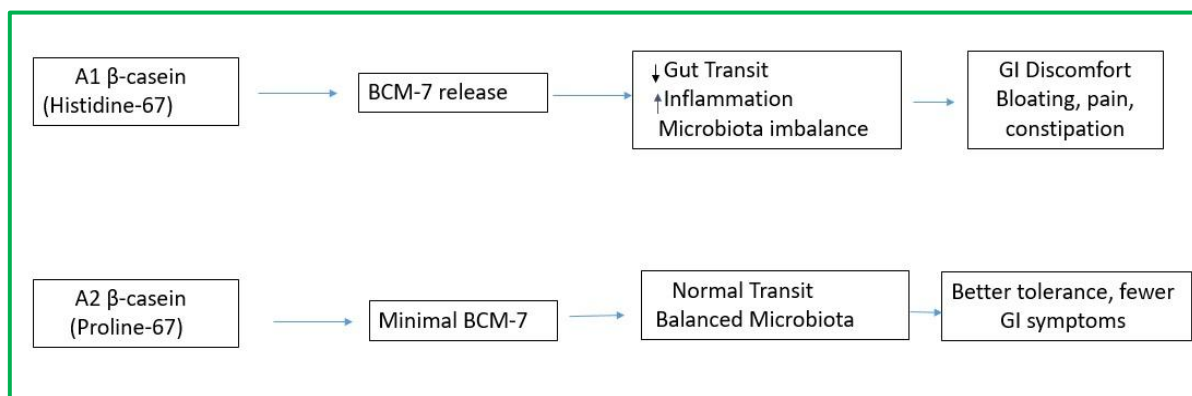 A1 β-casein
(Histidine-67)
BCM-7 release
↓Gut Transit
↑Inflammation
Microbiota imbalance
GI Discomfort
Bloating, pain,
constipation
A2 β-casein
(Proline-67)
Minimal BCM-7
Normal Transit
Balanced Microbiota
Better tolerance, fewer
GI symptoms